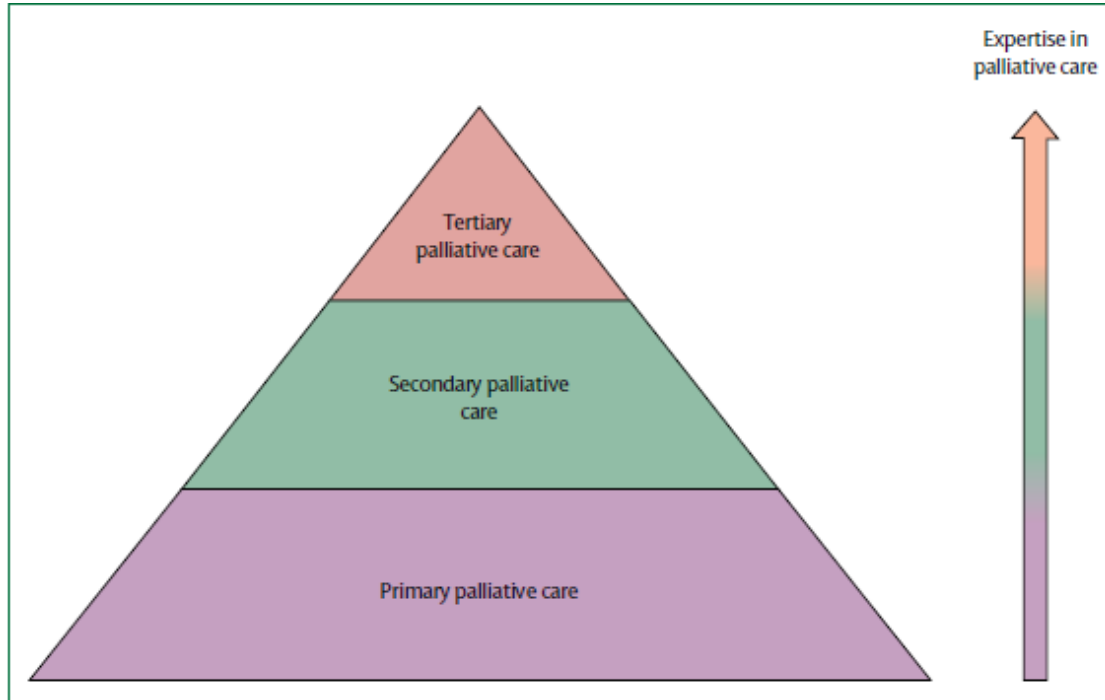 Expertise in
palliative care
Tertiary
palliative care
Secondary palliative
care
Primary palliative care